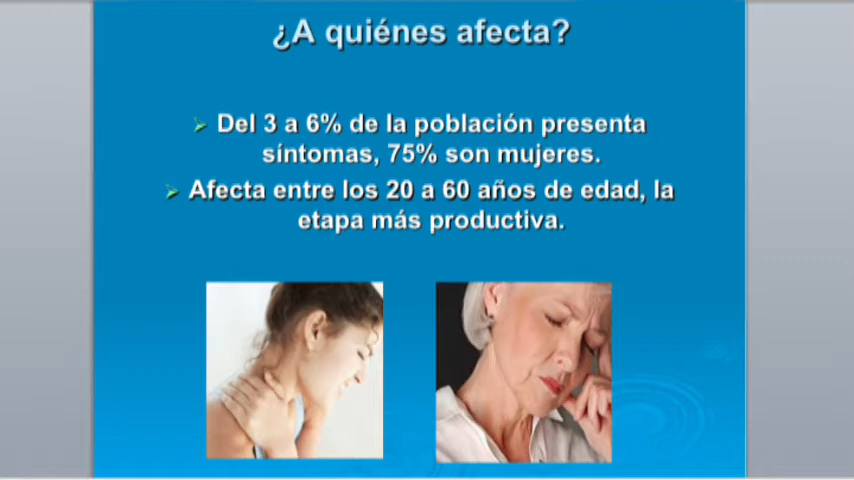 ¿A quiénes afecta?
Del 3 a 6% de la población presenta
síntomas, 75% son mujeres.
Afecta entre los 20 a 60 años de edad, la
etapa más productiva.